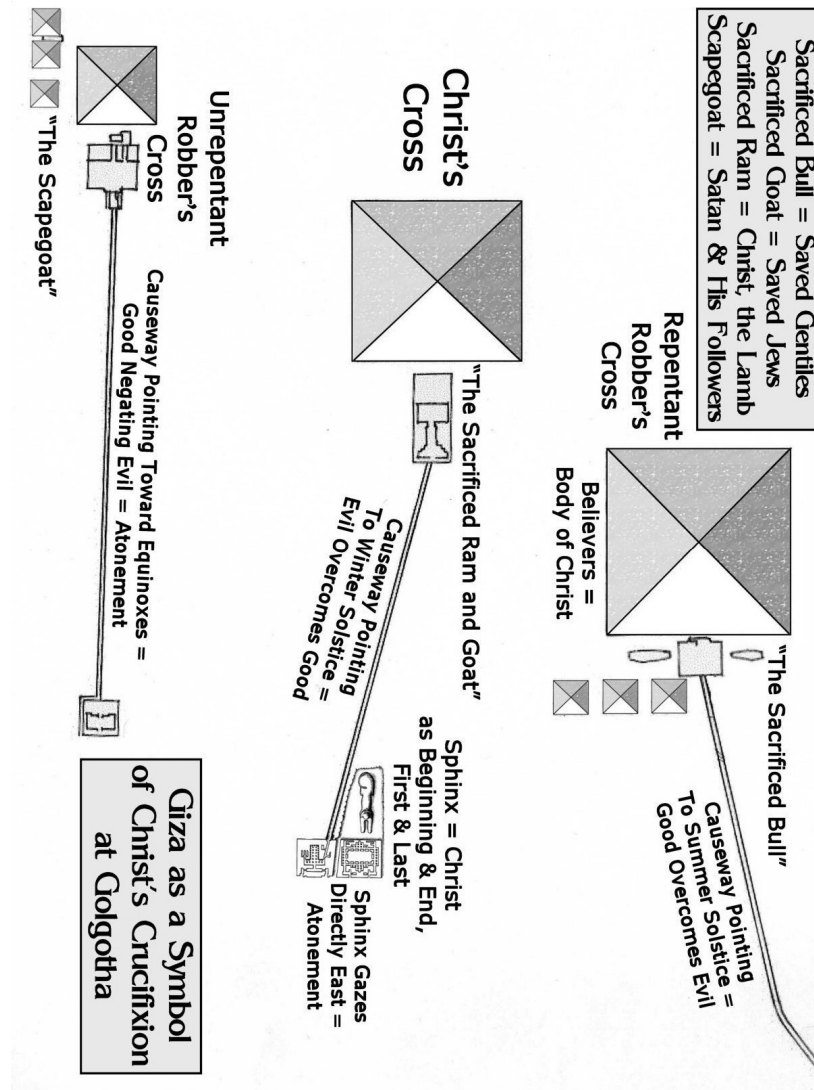 Sacrificed Bull = Saved Gentiles
Sacrificed Goat = Saved Jews
Sacrificed Ram = Christ, the Lamb
Scapegoat = Satan & His Followers
Repentant
Robber's
Cross
Believers =
Body of Christ
"The Sacrificed Bull"
Causeway Pointing
To Summer Solstice =
Good Overcomes Evil
Christ's
Cross
"The Sacrificed Ram and Goat"
Causeway Pointing
To Winter Solstice =
Evil Overcomes Good
Sphinx = Christ
as Beginning & End,
First & Last
Sphinx Gazes
Directly East =
Atonement
Unrepentant
Robber's
Cross
"The Scapegoat"
Causeway Pointing Toward Equinoxes =
Good Negating Evil = Atonement
Giza as a Symbol
of Christ's Crucifixion
at Golgotha